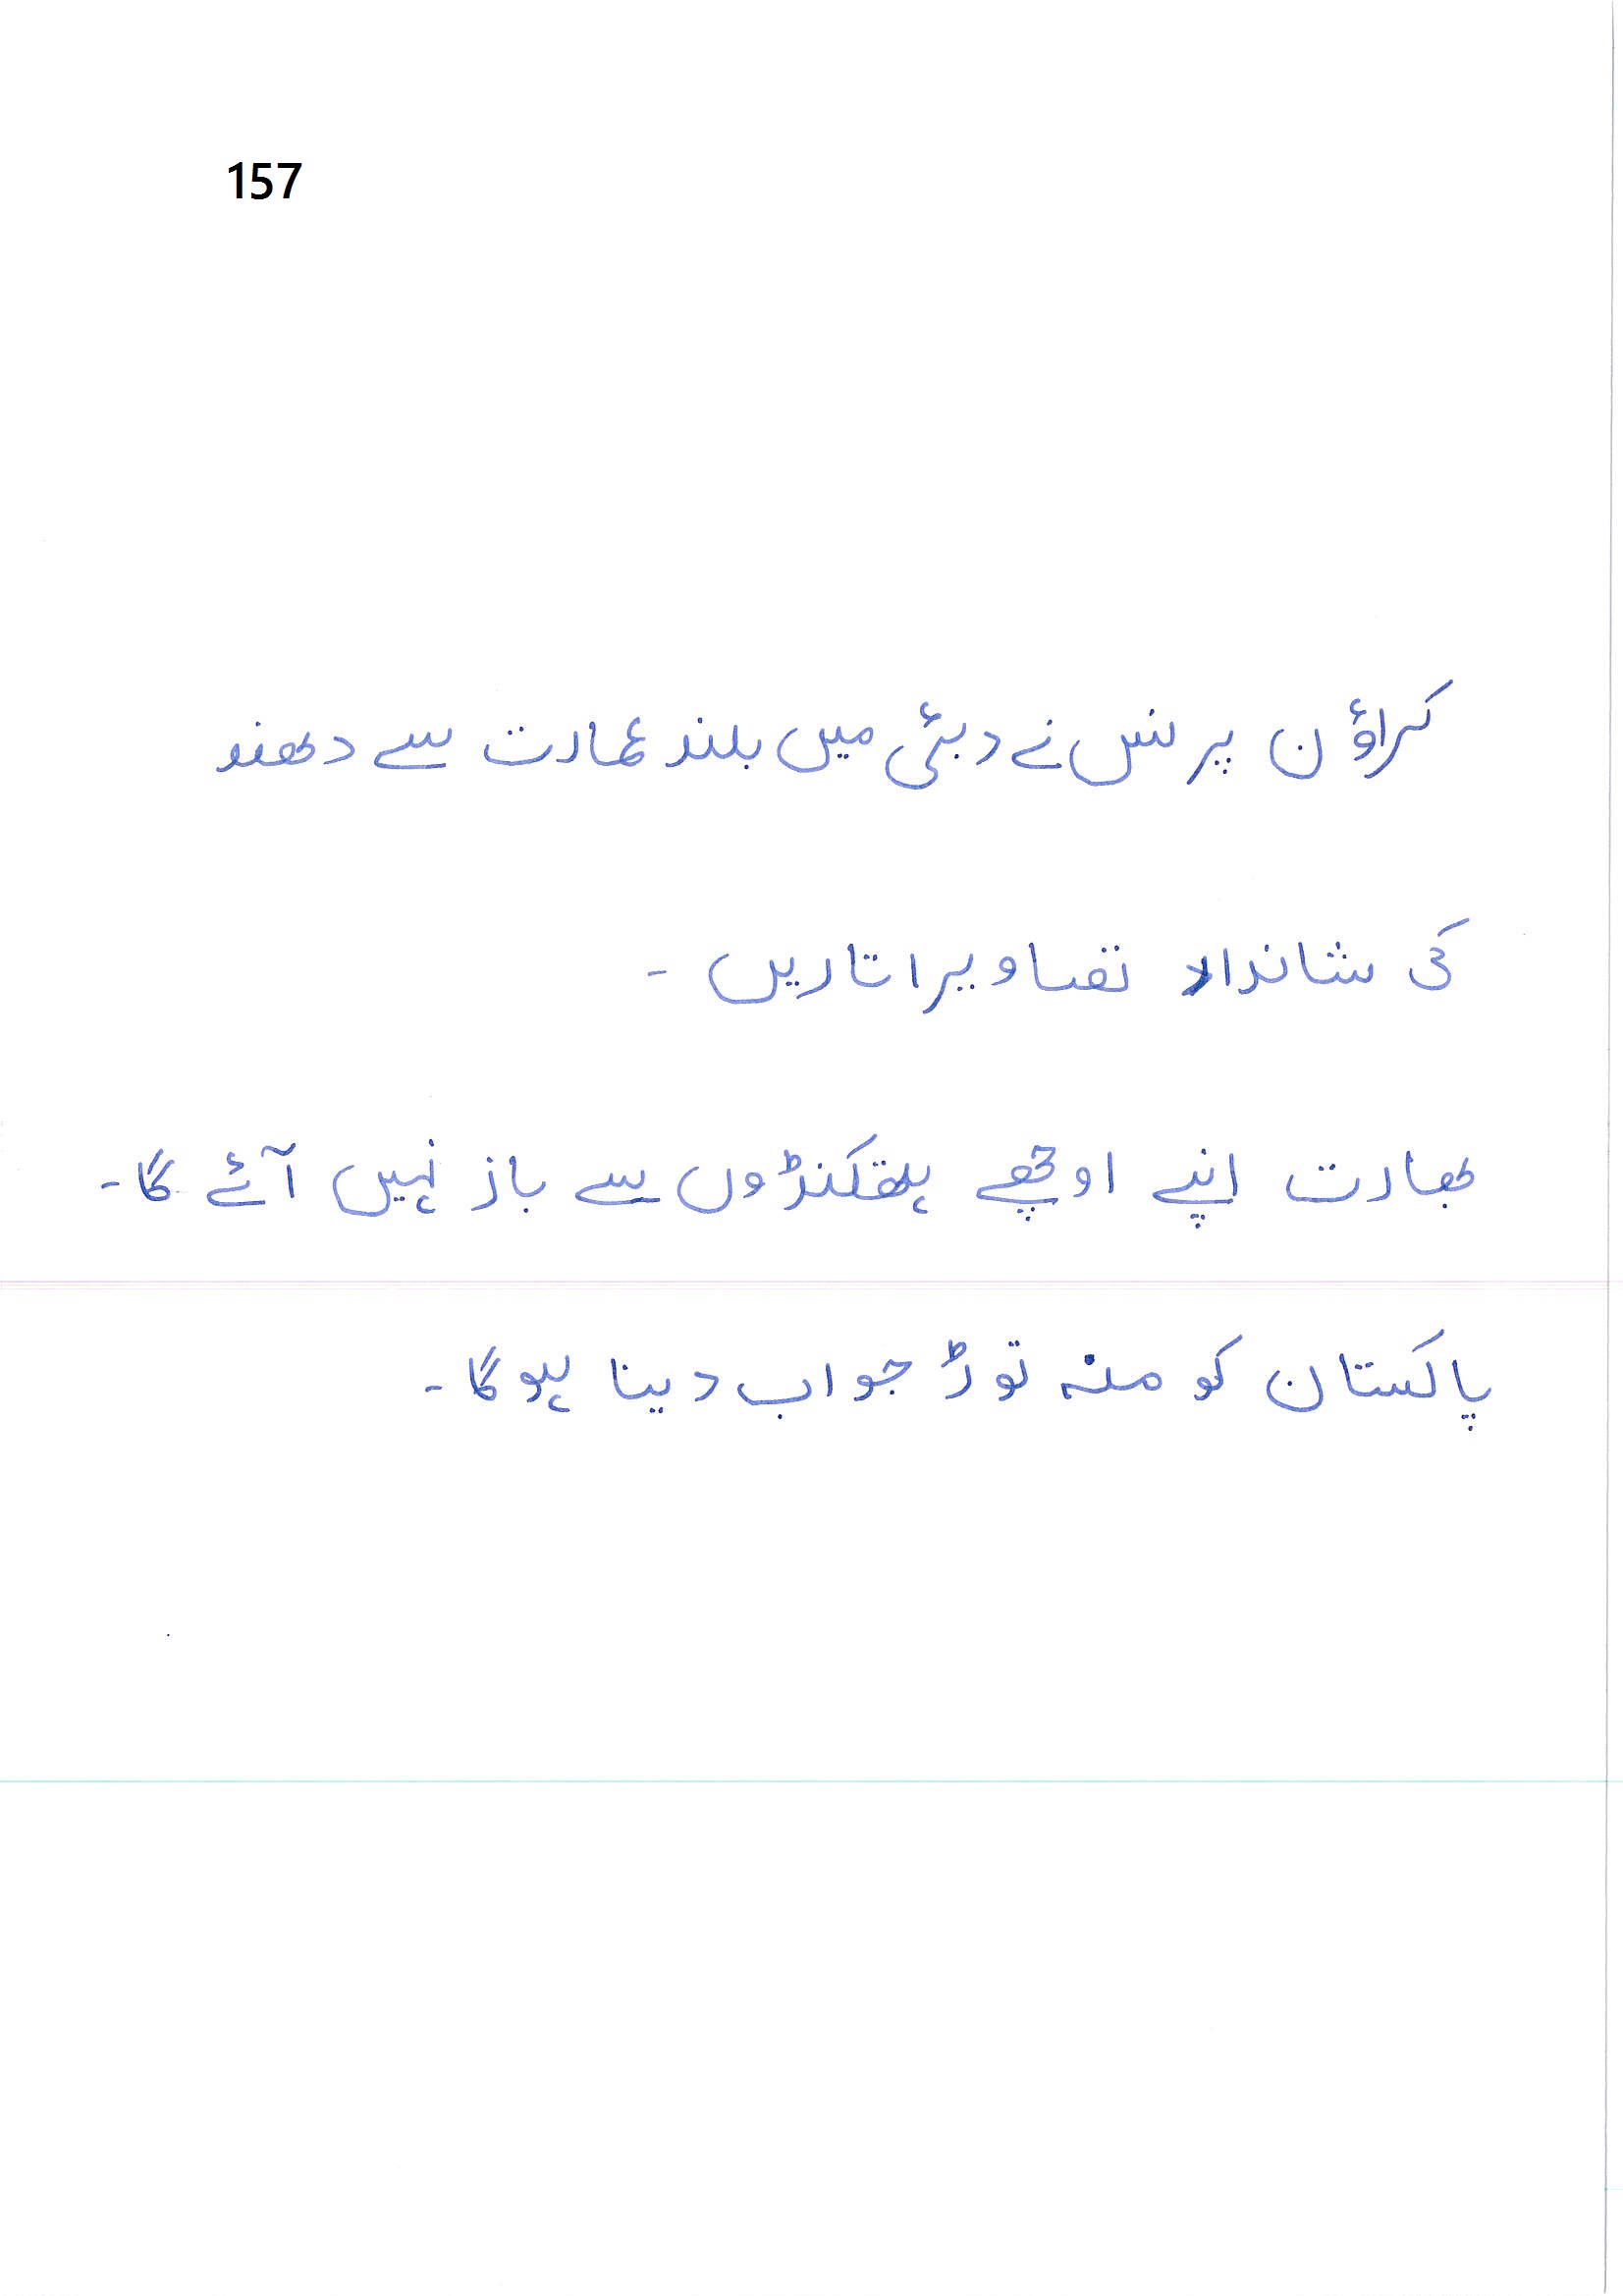 157
کراؤن پرنس نے دبئی میں بلند عمارت سے دھند
کی شاندار تصاویر اتاریں ۔
بھارت اپنے اوچھے ہتھکنڈوں سے باز نہیں آئے گا۔
پاکستان کو منہ توڑ جواب دینا ہوگا۔